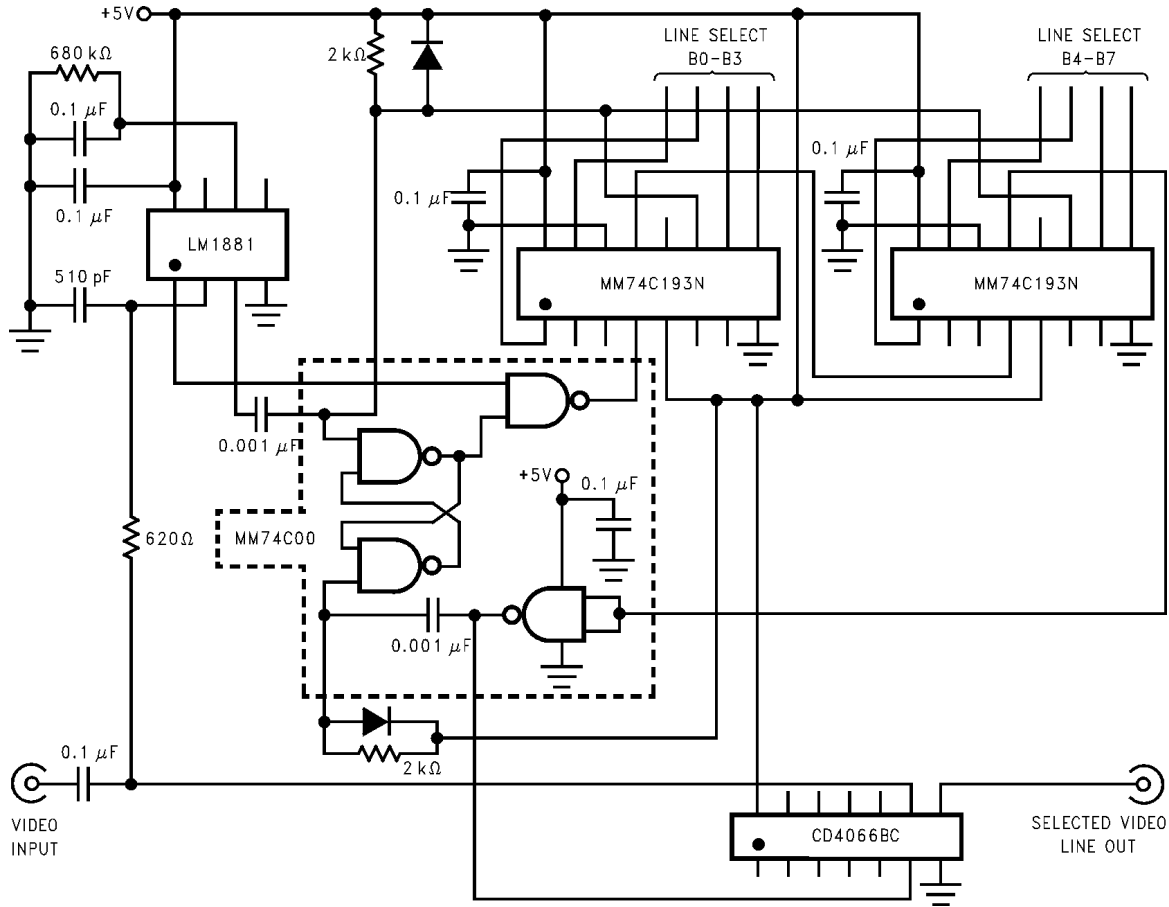 +5V
680 kΩ
2 kΩ
LINE SELECT
B0-B3
LINE SELECT
B4-B7
0.1 μF
0.1 μF
0.1 μF
0.1 μF
LM1881
510 pF
MM74C193N
MM74C193N
0.001 μF
+5V
0.1 μF
620Ω
MM74C00
0.001 μF
2 kΩ
0.1 μF
VIDEO
INPUT
CD4066BC
SELECTED VIDEO
LINE OUT